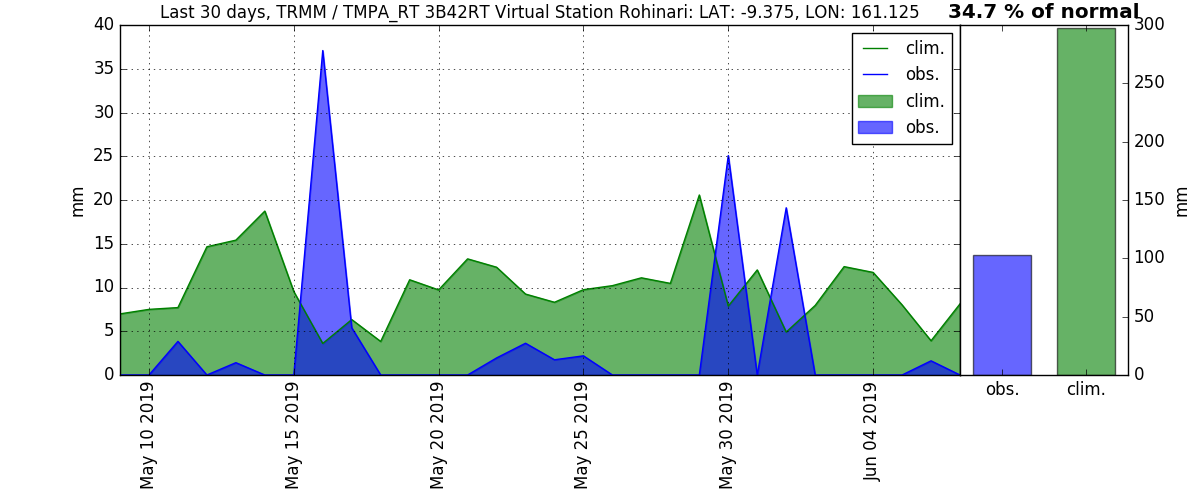 Last 30 days, TRMM / TMPA_RT 3B42RT Virtual Station Rohinari: LAT: -9.375, LON: 161.125
34.7 % of normal
40
35
30
25
20
15
10
5
0
mm
clim.
obs.
clim.
obs.
May 10 2019
May 15 2019
May 20 2019
May 25 2019
May 30 2019
Jun 04 2019
300
250
200
150
100
50
0
mm
obs.
clim.